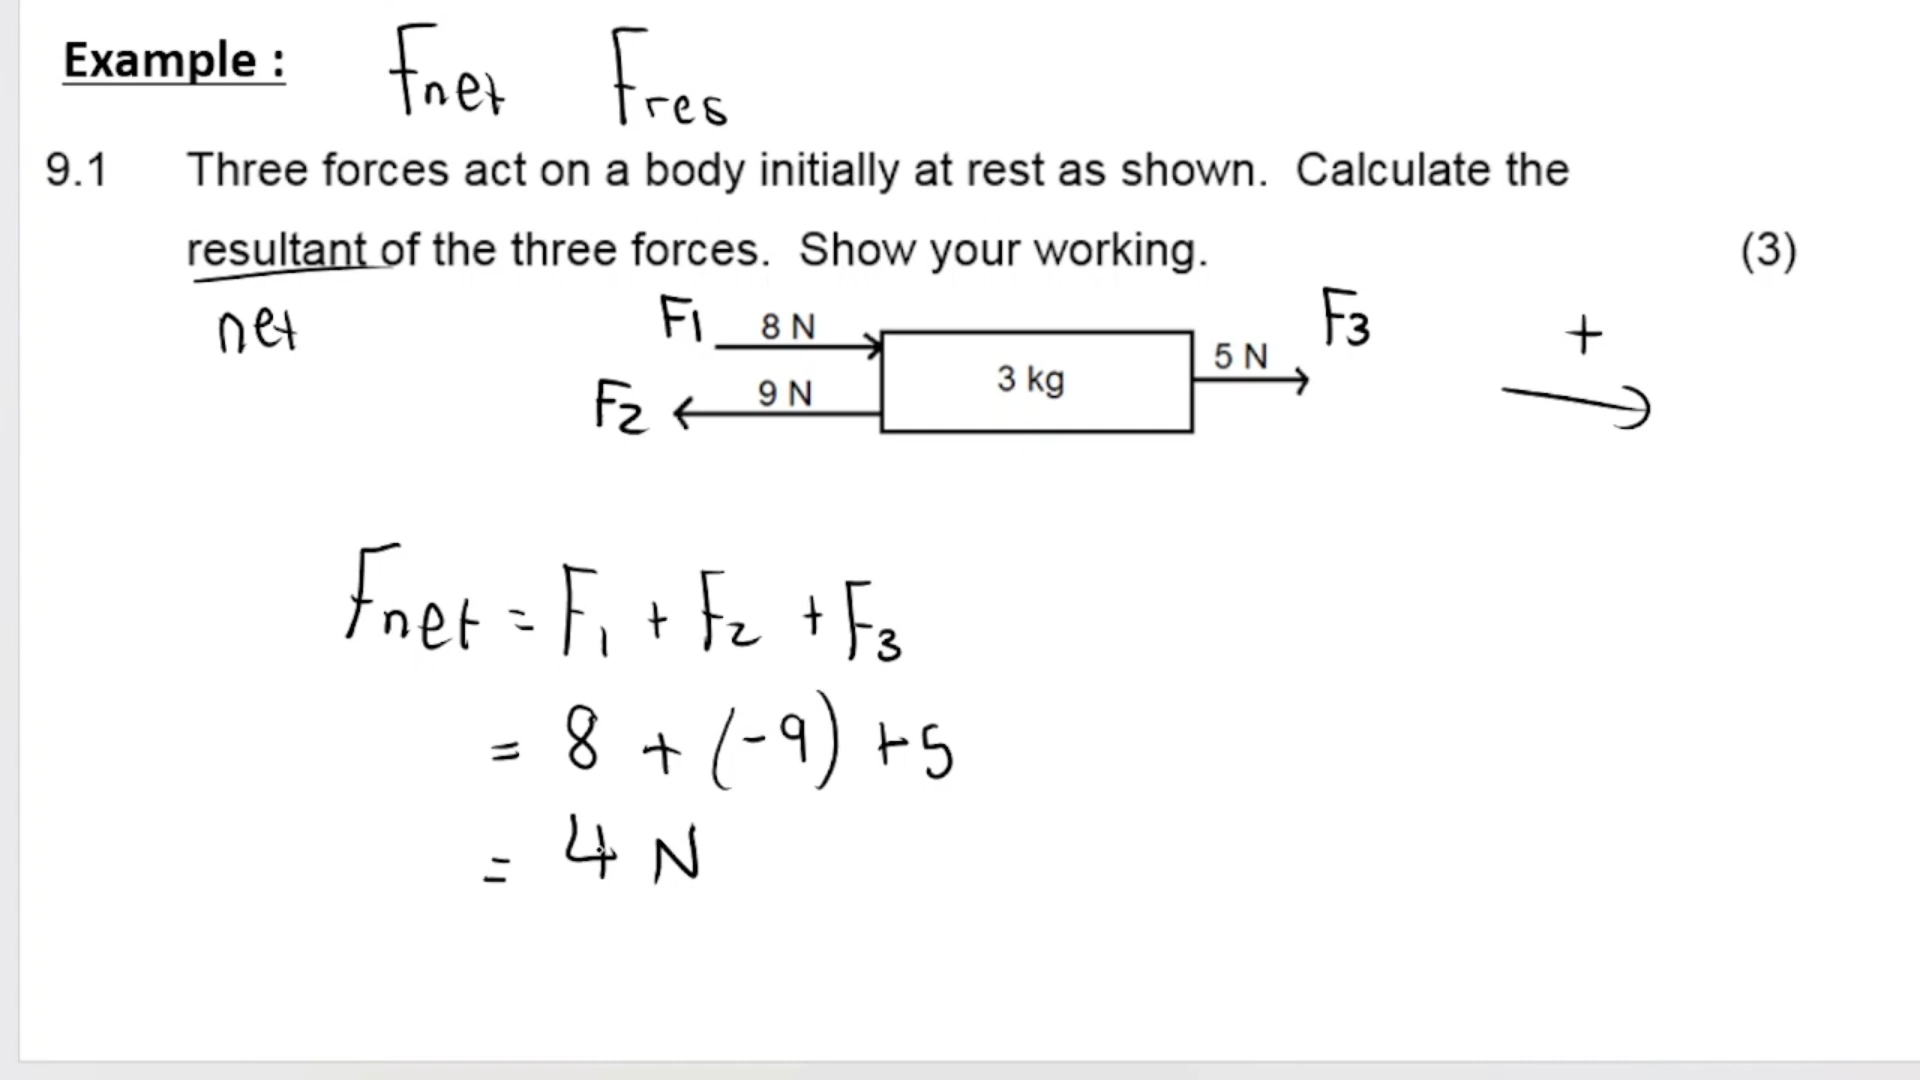 Example : Fnet Fres
9.1 Three forces act on a body initially at rest as shown. Calculate the
resultant of the three forces. Show your working. (3)
net F1 8 N F3 +
F2 9 N 3 kg 5 N
Fnet = F1 + F2 + F3
= 8 + (-9) + 5
= 4 N